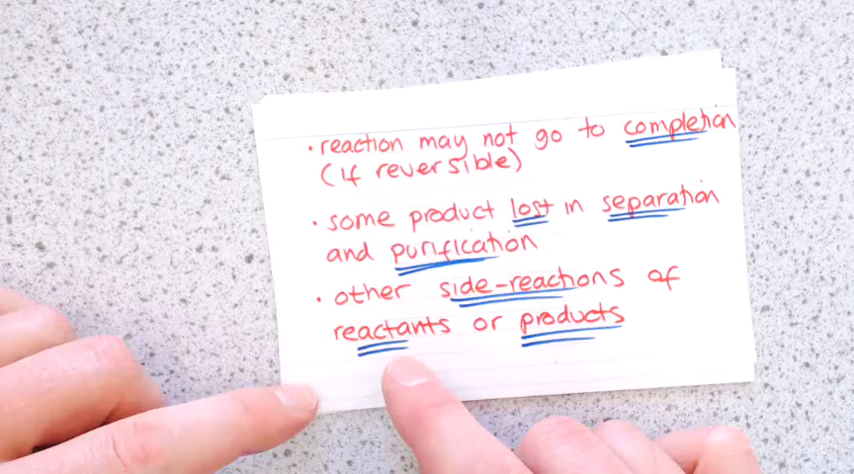 • reaction may not go to completion
(if reversible)
• some product lost in separation
and purification
• other side-reactions of
reactants or products